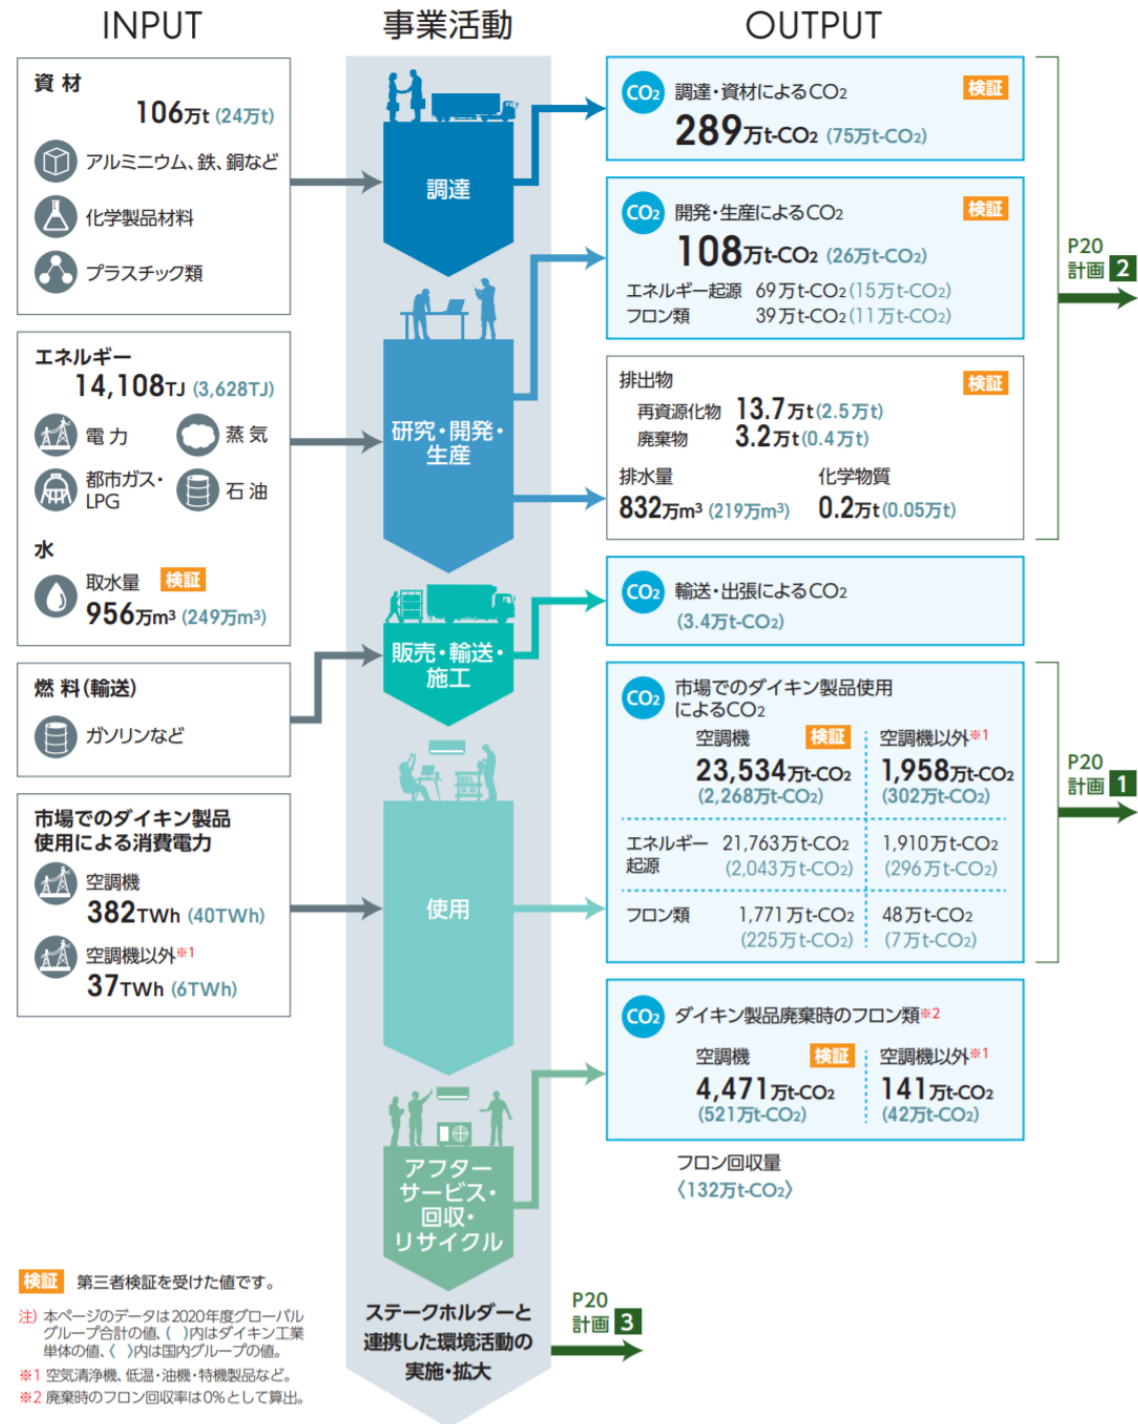 INPUT
事業活動
OUTPUT
資 材
106万t (24万t)
アルミニウム、鉄、銅など
化学製品材料
プラスチック類
エネルギー
14,108TJ (3,628TJ)
電 力
蒸 気
都市ガス・
LPG
石 油
水
取水量 検証
956万m³ (249万m³)
燃 料(輸送)
ガソリンなど
市場でのダイキン製品
使用による消費電力
空調機
382TWh (40TWh)
空調機以外※1
37TWh (6TWh)
調達
研究・開発・
生産
販売・輸送・
施工
使用
アフター
サービス・
回収・
リサイクル
ステークホルダーと
連携した環境活動の
実施・拡大
P20
計画 3
CO₂ 調達・資材によるCO₂ 検証
289万t-CO₂ (75万t-CO₂)
CO₂ 開発・生産によるCO₂ 検証
108万t-CO₂ (26万t-CO₂)
エネルギー起源 69万t-CO₂(15万t-CO₂)
フロン類 39万t-CO₂(11万t-CO₂)
排出物 検証
再資源化物 13.7万t(2.5万t)
廃棄物 3.2万t(0.4万t)
排水量 化学物質
832万m³ (219万m³) 0.2万t(0.05万t)
P20
計画 2
CO₂ 輸送・出張によるCO₂
(3.4万t-CO₂)
CO₂ 市場でのダイキン製品使用
によるCO₂
空調機 検証 空調機以外※1
23,534万t-CO₂ 1,958万t-CO₂
(2,268万t-CO₂) (302万t-CO₂)
エネルギー 21,763万t-CO₂ 1,910万t-CO₂
起源 (2,043万t-CO₂) (296万t-CO₂)
フロン類 1,771万t-CO₂ 48万t-CO₂
(225万t-CO₂) (7万t-CO₂)
P20
計画 1
CO₂ ダイキン製品廃棄時のフロン類※2
空調機 検証 空調機以外※1
4,471万t-CO₂ 141万t-CO₂
(521万t-CO₂) (42万t-CO₂)
フロン回収量
〈132万t-CO₂〉
検証 第三者検証を受けた値です。
注) 本ページのデータは2020年度グローバル
グループ合計の値、( )内はダイキン工業
単体の値、〈 〉内は国内グループの値。
※1 空気清浄機、低温・油機・特機製品など。
※2 廃棄時のフロン回収率は0%として算出。